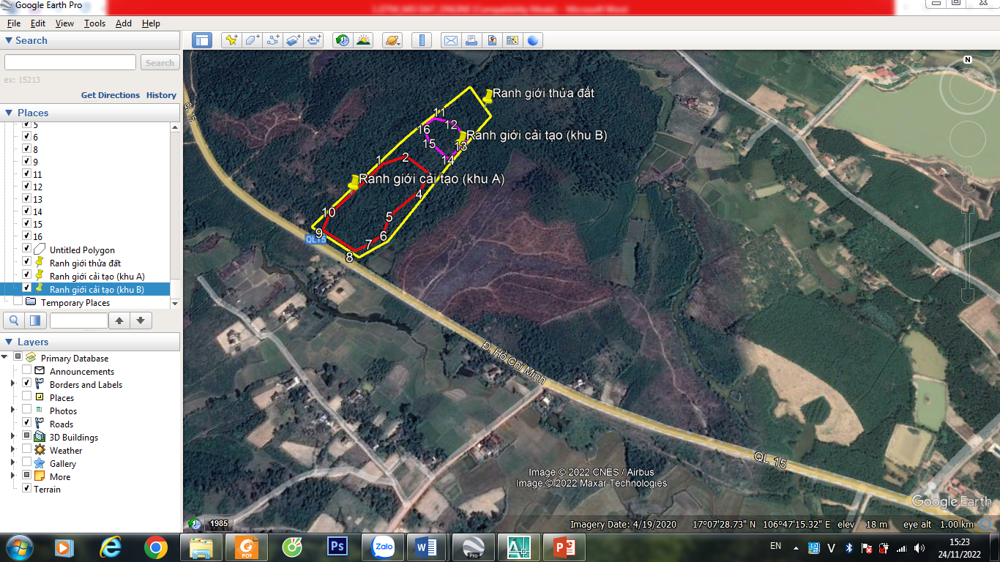 Google Earth Pro
File Edit View Tools Add Help
Search
Search
ex: 15213
Get Directions History
Places
5
6
8
9
11
12
13
14
15
16
Untitled Polygon
Ranh giới thửa đất
Ranh giới cải tạo (khu A)
Ranh giới cải tạo (khu B)
Temporary Places
Layers
Primary Database
Announcements
Borders and Labels
Places
Photos
Roads
3D Buildings
Weather
Gallery
More
Terrain
N
QL 15
Ranh giới thửa đất
11
12
16
Ranh giới cải tạo (khu B)
15
13
14
1
2
Ranh giới cải tạo (khu A)
4
10
5
9
6
QL15
7
8
Đ. Hồ Chí Minh
QL 15
Image © 2022 CNES / Airbus
Image © 2022 Maxar Technologies
Google Earth
1985
Imagery Date: 4/19/2020 17°07'28.73" N 106°47'15.32" E elev 18 m eye alt 1.00 km
PDF
Ps
Zalo
W
Pro
P
EN
V
15:23
24/11/2022